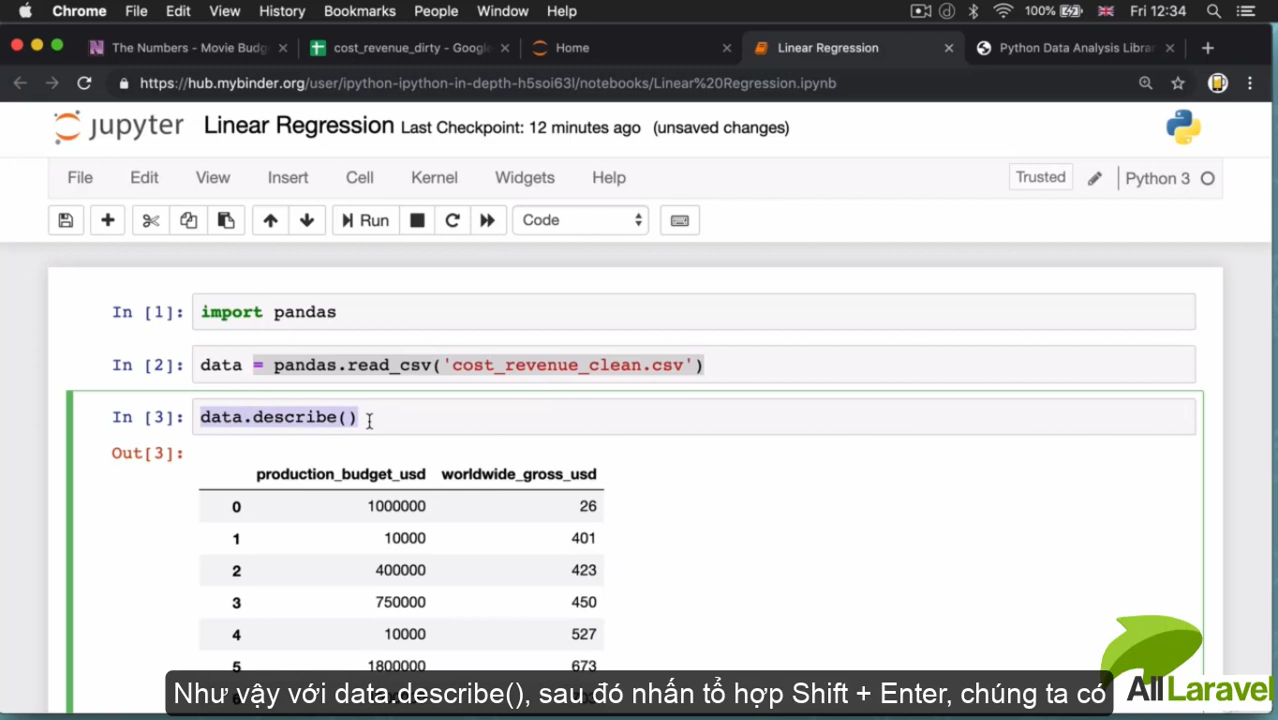 Chrome File Edit View History Bookmarks People Window Help 100% Fri 12:34
The Numbers - Movie Budg cost_revenue_dirty - Google Home Linear Regression Python Data Analysis Libra
https://hub.mybinder.org/user/ipython-ipython-in-depth-h5soi63l/notebooks/Linear%20Regression.ipynb
jupyter Linear Regression Last Checkpoint: 12 minutes ago (unsaved changes)
File Edit View Insert Cell Kernel Widgets Help Trusted Python 3
Run Code
In [1]: import pandas
In [2]: data = pandas.read_csv('cost_revenue_clean.csv')
In [3]: data.describe()
Out[3]:
production_budget_usd worldwide_gross_usd
0 1000000 26
1 10000 401
2 400000 423
3 750000 450
4 10000 527
5 1800000 673
Như vậy với data.describe(), sau đó nhấn tổ hợp Shift + Enter, chúng ta có
AllLaravel